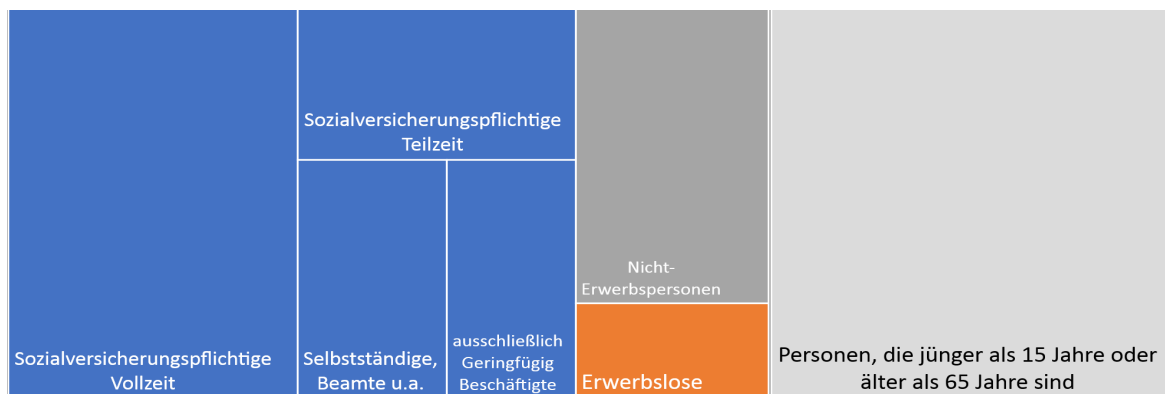 Sozialversicherungspflichtige
Vollzeit
Sozialversicherungspflichtige
Teilzeit
Selbstständige,
Beamte u.a.
ausschließlich
Geringfügig
Beschäftigte
Nicht-
Erwerbspersonen
Erwerbslose
Personen, die jünger als 15 Jahre oder
älter als 65 Jahre sind